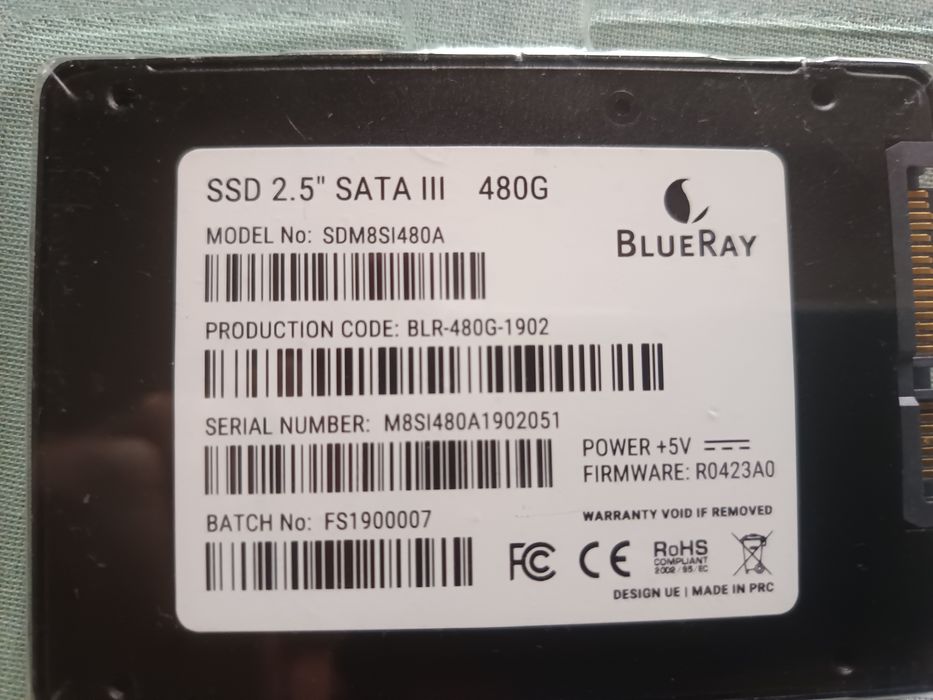 SSD 2.5" SATA III 480G
BLUERAY
MODEL No: SDM8SI480A
PRODUCTION CODE: BLR-480G-1902
SERIAL NUMBER: M8SI480A1902051
POWER +5V
FIRMWARE: R0423A0
BATCH No: FS1900007
WARRANTY VOID IF REMOVED
FC CE RoHS
COMPLIANT
2002/95/EC
DESIGN UE | MADE IN PRC